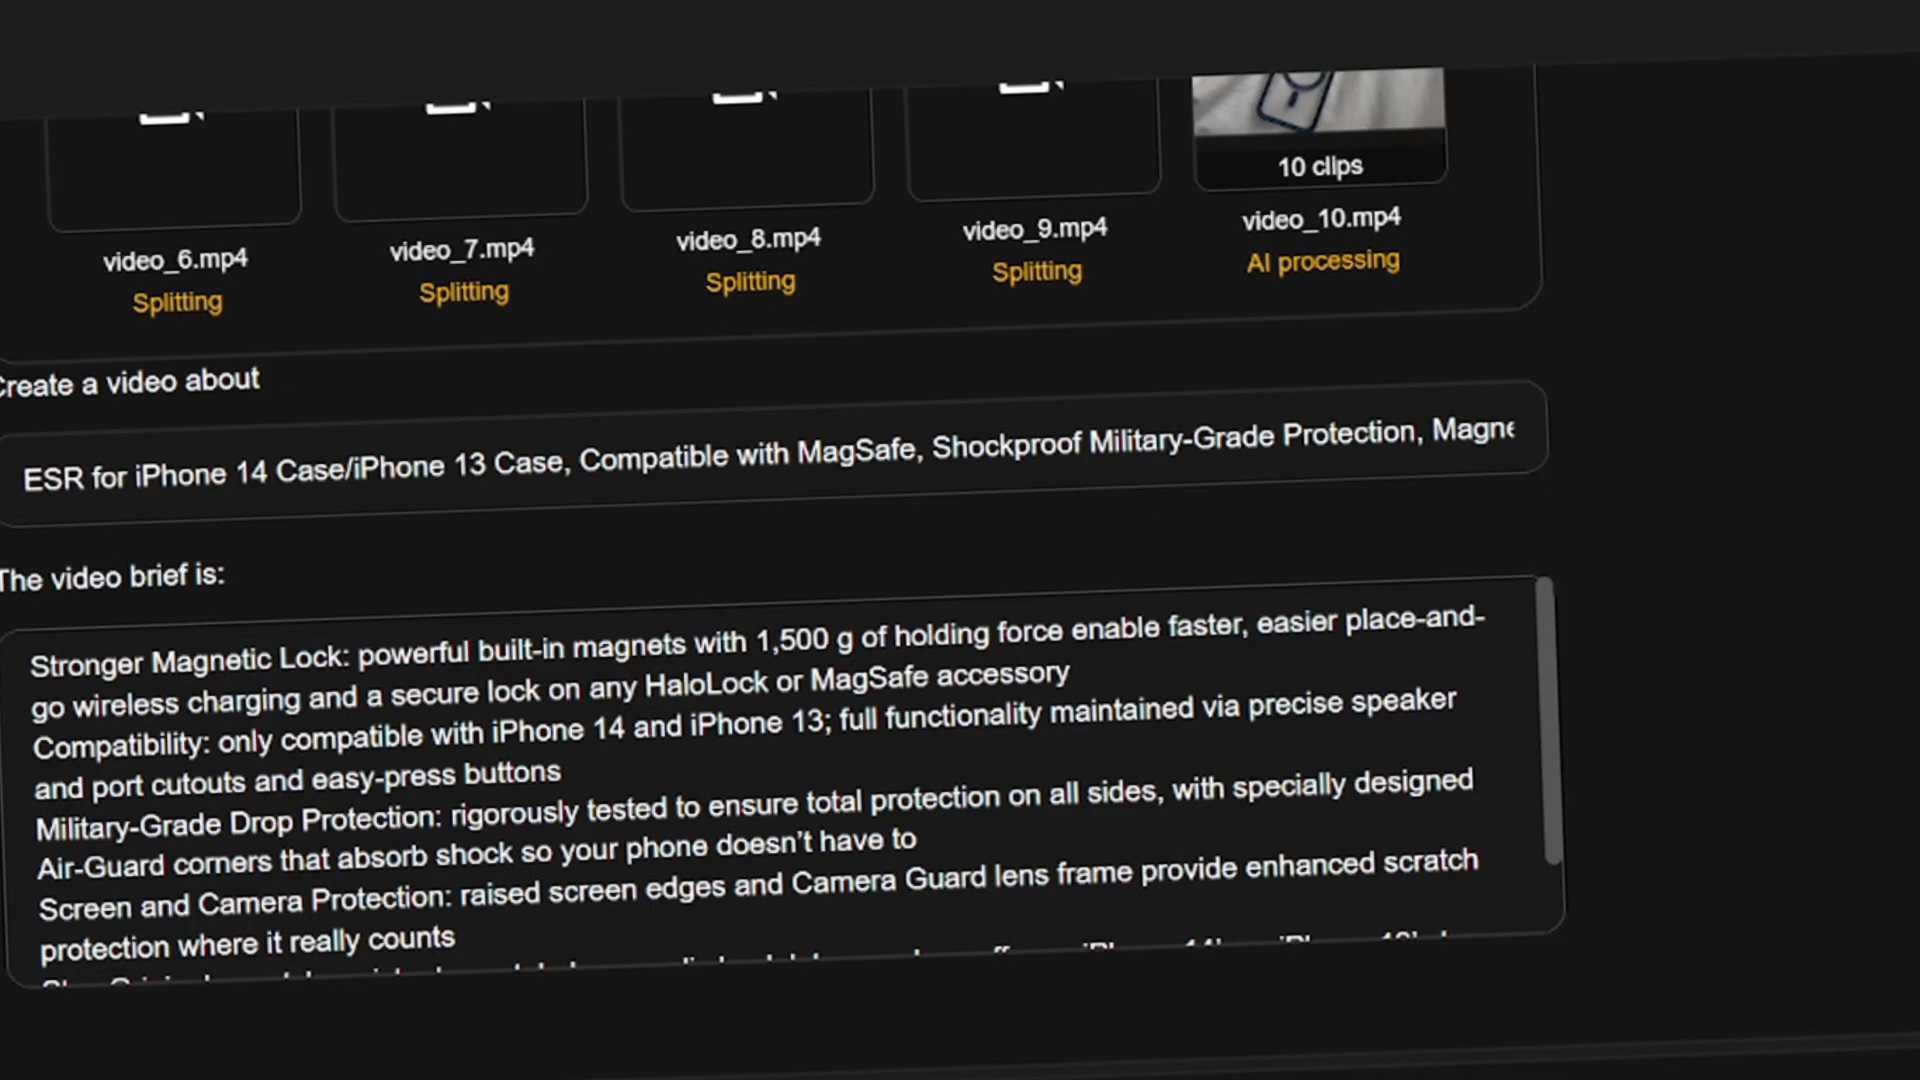 10 clips
video_6.mp4
video_7.mp4
video_8.mp4
video_9.mp4
video_10.mp4
Splitting
Splitting
Splitting
Splitting
AI processing
Create a video about
ESR for iPhone 14 Case/iPhone 13 Case, Compatible with MagSafe, Shockproof Military-Grade Protection, Magne
The video brief is:
Stronger Magnetic Lock: powerful built-in magnets with 1,500 g of holding force enable faster, easier place-and-
go wireless charging and a secure lock on any HaloLock or MagSafe accessory
Compatibility: only compatible with iPhone 14 and iPhone 13; full functionality maintained via precise speaker
and port cutouts and easy-press buttons
Military-Grade Drop Protection: rigorously tested to ensure total protection on all sides, with specially designed
Air-Guard corners that absorb shock so your phone doesn't have to
Screen and Camera Protection: raised screen edges and Camera Guard lens frame provide enhanced scratch
protection where it really counts